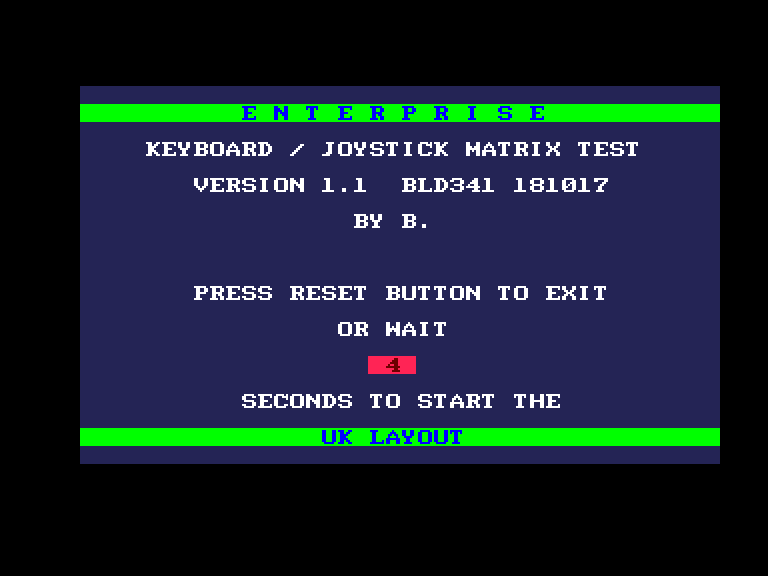 E N T E R P R I S E
KEYBOARD / JOYSTICK MATRIX TEST
VERSION 1.1 BLD341 181017
BY B.
PRESS RESET BUTTON TO EXIT
OR WAIT
4
SECONDS TO START THE
UK LAYOUT